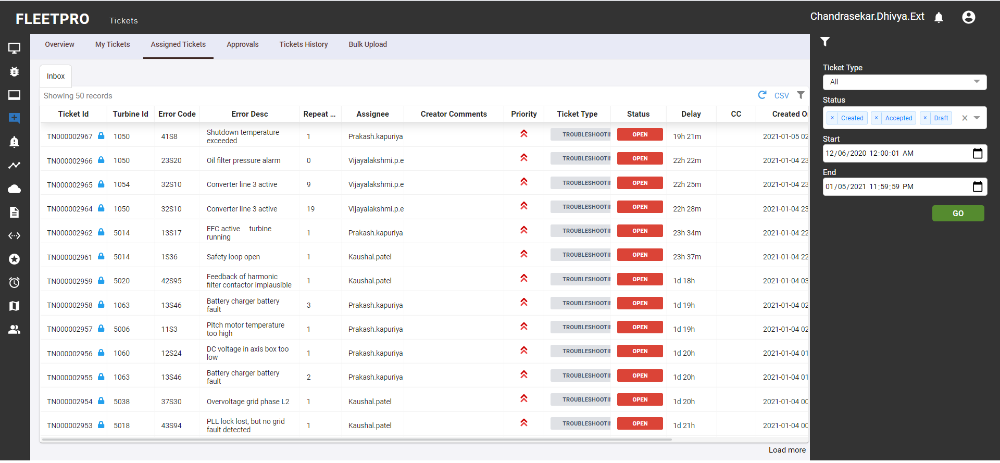 FLEETPRO Tickets Chandrasekar.Dhivya.Ext
Overview My Tickets Assigned Tickets Approvals Tickets History Bulk Upload
Inbox
Showing 50 records CSV
Ticket Id Turbine Id Error Code Error Desc Repeat ... Assignee Creator Comments Priority Ticket Type Status Delay CC Created O
TN000002967 1050 41S8 Shutdown temperature exceeded 1 Prakash.kapuriya TROUBLESHOOTIN OPEN 19h 21m 2021-01-05 02
TN000002966 1050 23S20 Oil filter pressure alarm 0 Vijayalakshmi.p.e TROUBLESHOOTIN OPEN 22h 22m 2021-01-04 23
TN000002965 1054 32S10 Converter line 3 active 9 Vijayalakshmi.p.e TROUBLESHOOTIN OPEN 22h 25m 2021-01-04 23
TN000002964 1050 32S10 Converter line 3 active 19 Vijayalakshmi.p.e TROUBLESHOOTIN OPEN 22h 28m 2021-01-04 23
TN000002962 5014 13S17 EFC active turbine running 1 Prakash.kapuriya TROUBLESHOOTIN OPEN 23h 34m 2021-01-04 22
TN000002961 5014 1S36 Safety loop open 1 Kaushal.patel TROUBLESHOOTIN OPEN 23h 37m 2021-01-04 22
TN000002959 5020 42S95 Feedback of harmonic filter contactor implausible 1 Kaushal.patel TROUBLESHOOTIN OPEN 1d 18h 2021-01-04 03
TN000002958 1063 13S46 Battery charger battery fault 3 Prakash.kapuriya TROUBLESHOOTIN OPEN 1d 19h 2021-01-04 02
TN000002957 5006 11S3 Pitch motor temperature too high 1 Prakash.kapuriya TROUBLESHOOTIN OPEN 1d 19h 2021-01-04 02
TN000002956 1060 12S24 DC voltage in axis box too low 1 Prakash.kapuriya TROUBLESHOOTIN OPEN 1d 20h 2021-01-04 01
TN000002955 1063 13S46 Battery charger battery fault 2 Prakash.kapuriya TROUBLESHOOTIN OPEN 1d 20h 2021-01-04 01
TN000002954 5038 37S30 Overvoltage grid phase L2 1 Kaushal.patel TROUBLESHOOTIN OPEN 1d 20h 2021-01-04 00
TN000002953 5018 43S94 PLL lock lost, but no grid fault detected 1 Kaushal.patel TROUBLESHOOTIN OPEN 1d 21h 2021-01-04 00
Load more
Ticket Type
All
Status
× Created × Accepted × Draft
Start
12/06/2020 12:00:01 AM
End
01/05/2021 11:59:59 PM
GO